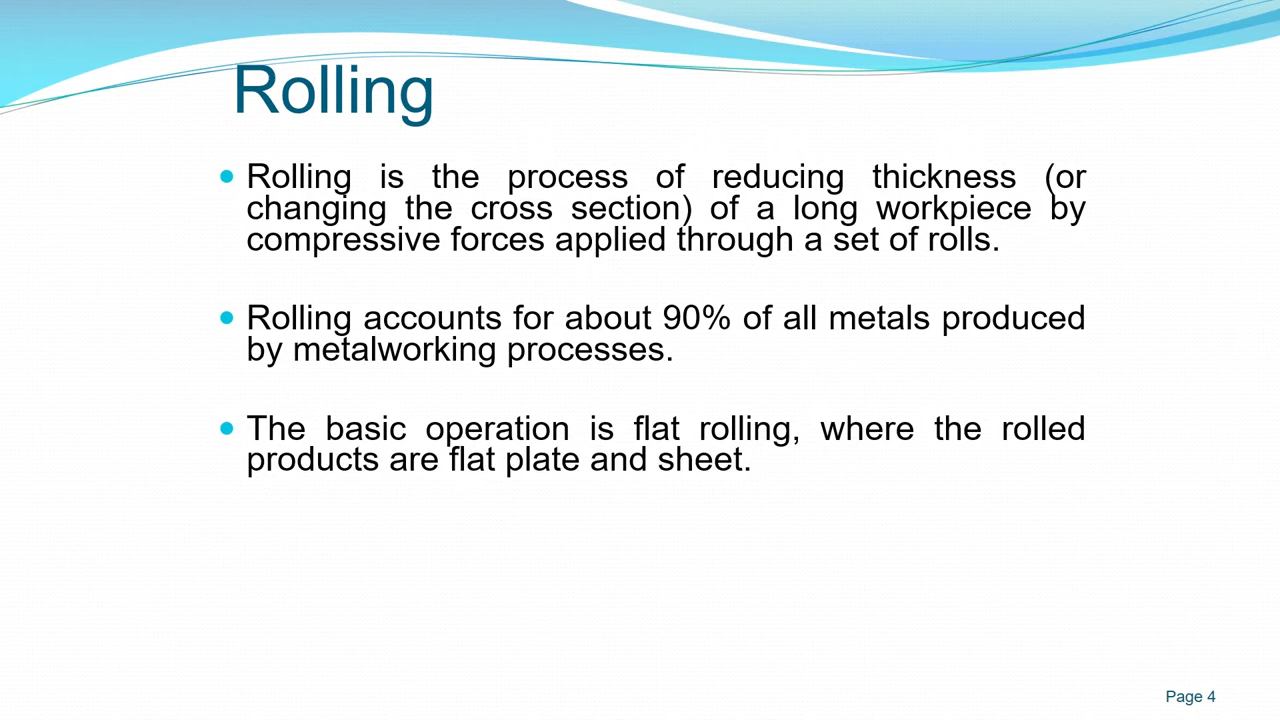 Rolling
• Rolling is the process of reducing thickness (or
changing the cross section) of a long workpiece by
compressive forces applied through a set of rolls.
• Rolling accounts for about 90% of all metals produced
by metalworking processes.
• The basic operation is flat rolling, where the rolled
products are flat plate and sheet.
Page 4